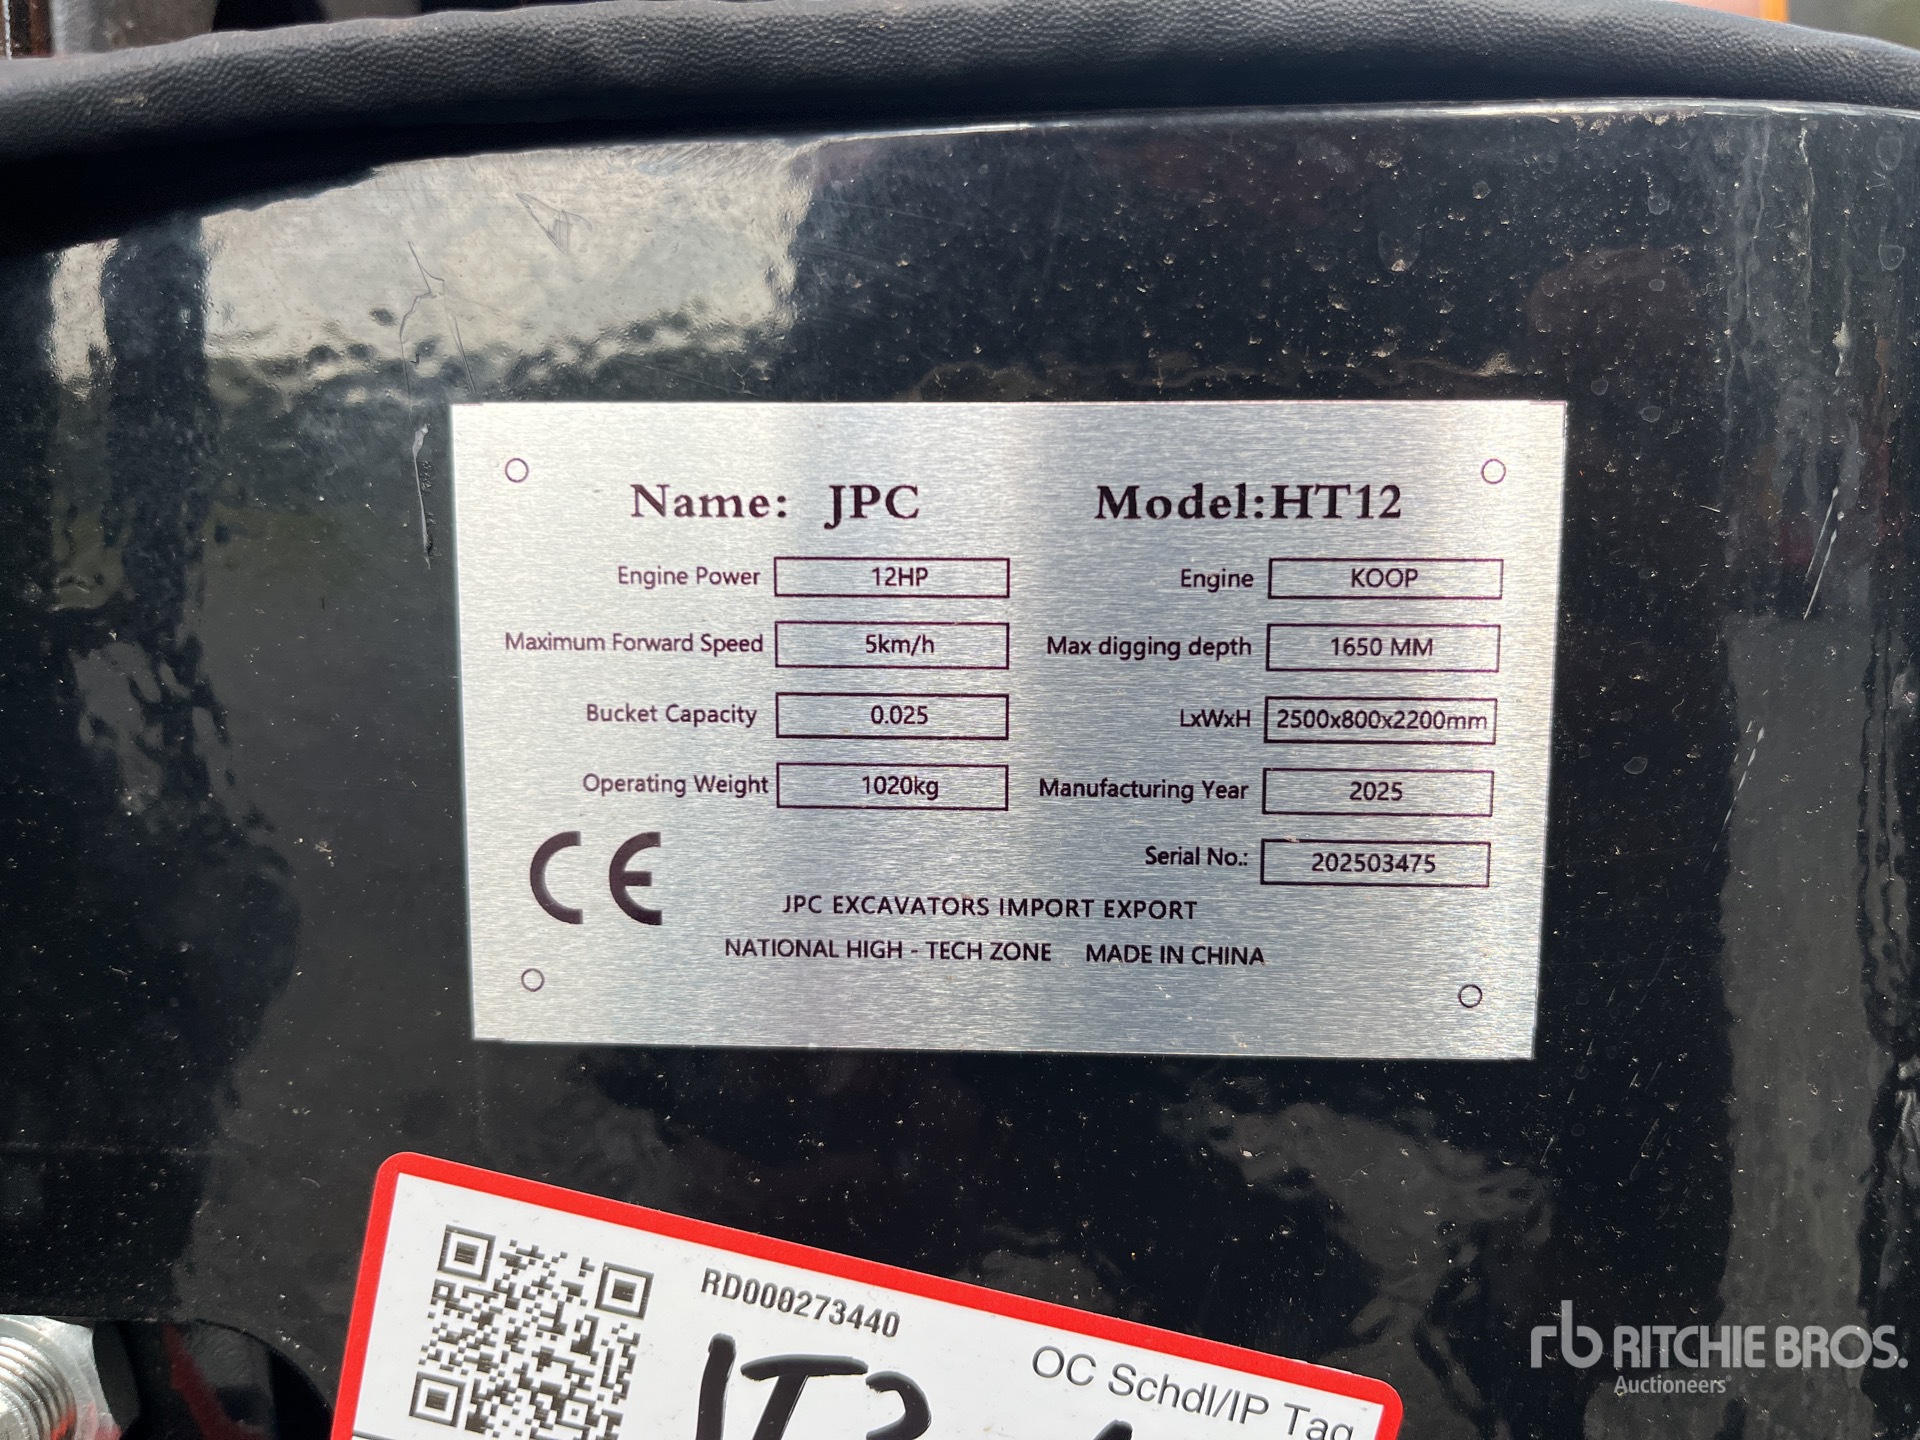 Name: JPC Model:HT12
Engine Power 12HP Engine KOOP
Maximum Forward Speed 5km/h Max digging depth 1650 MM
Bucket Capacity 0.025 LxWxH 2500x800x2200mm
Operating Weight 1020kg Manufacturing Year 2025
Serial No.: 202503475
CE
JPC EXCAVATORS IMPORT EXPORT
NATIONAL HIGH - TECH ZONE MADE IN CHINA
RD000273440
OC Schdl/IP Tag
rb RITCHIE BROS.
Auctioneers